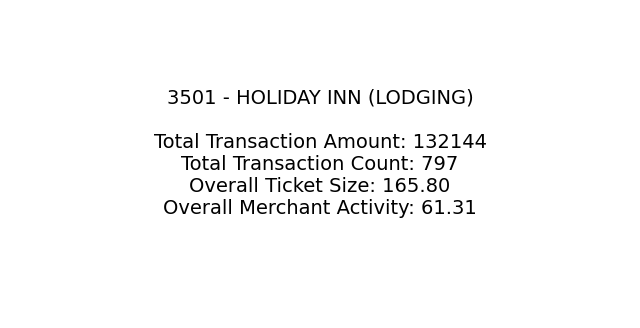 3501 - HOLIDAY INN (LODGING)
Total Transaction Amount: 132144
Total Transaction Count: 797
Overall Ticket Size: 165.80
Overall Merchant Activity: 61.31